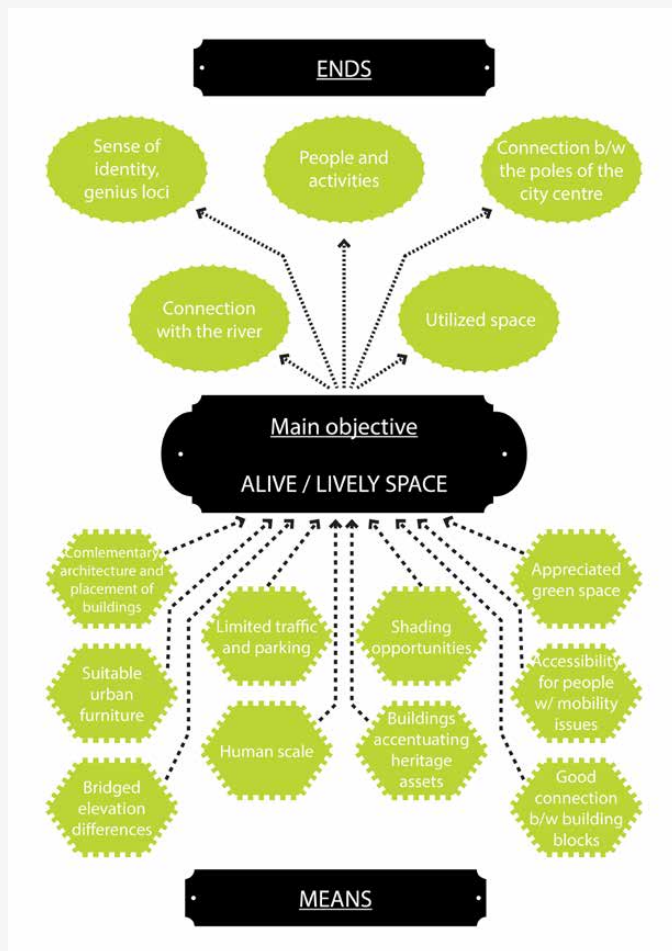 ENDS
Sense of
identity,
genius loci
People and
activities
Connection b/w
the poles of the
city centre
Connection
with the river
Utilized space
Main objective
ALIVE / LIVELY SPACE
Comlementary
architecture and
placement of
buildings
Limited traffic
and parking
Shading
opportunities
Appreciated
green space
Suitable
urban
furniture
Human scale
Buildings
accentuating
heritage
assets
Accessibility
for people
w/ mobility
issues
Bridged
elevation
differences
Good
connection
b/w building
blocks
MEANS